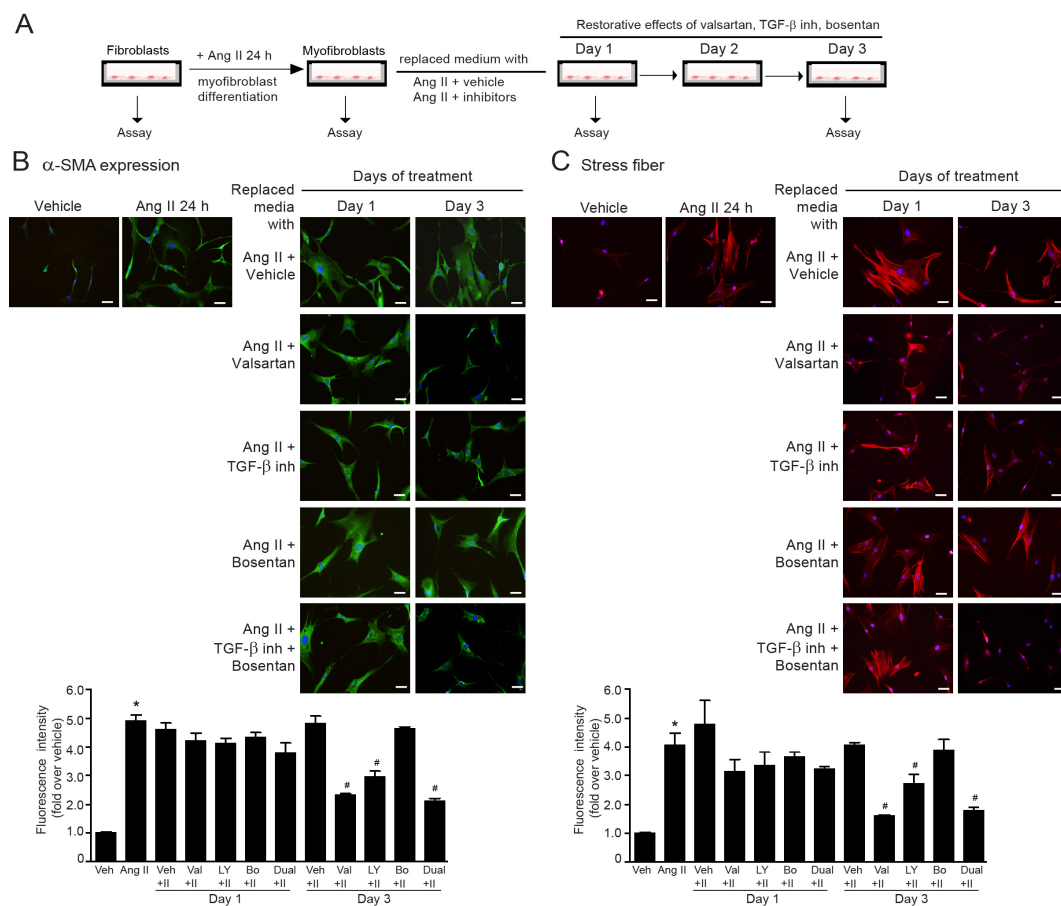 A
Restorative effects of valsartan, TGF-β inh, bosentan
Fibroblasts
+ Ang II 24 h
myofibroblast
differentiation
Myofibroblasts
replaced medium with
Ang II + vehicle
Ang II + inhibitors
Day 1
Day 2
Day 3
Assay
Assay
Assay
Assay
B α-SMA expression
Vehicle
Ang II 24 h
Replaced
media
with
Days of treatment
Day 1
Day 3
Ang II +
Vehicle
Ang II +
Valsartan
Ang II +
TGF-β inh
Ang II +
Bosentan
Ang II +
TGF-β inh +
Bosentan
Fluorescence intensity
(fold over vehicle)
6.0
5.0
4.0
3.0
2.0
1.0
0
*
#
#
#
Veh
Ang II
Veh
+II
Val
+II
LY
+II
Bo
+II
Dual
+II
Veh
+II
Val
+II
LY
+II
Bo
+II
Dual
+II
Day 1
Day 3
C Stress fiber
Vehicle
Ang II 24 h
Replaced
media
with
Days of treatment
Day 1
Day 3
Ang II +
Vehicle
Ang II +
Valsartan
Ang II +
TGF-β inh
Ang II +
Bosentan
Ang II +
TGF-β inh +
Bosentan
Fluorescence intensity
(fold over vehicle)
6.0
5.0
4.0
3.0
2.0
1.0
0
*
#
#
#
Veh
Ang II
Veh
+II
Val
+II
LY
+II
Bo
+II
Dual
+II
Veh
+II
Val
+II
LY
+II
Bo
+II
Dual
+II
Day 1
Day 3